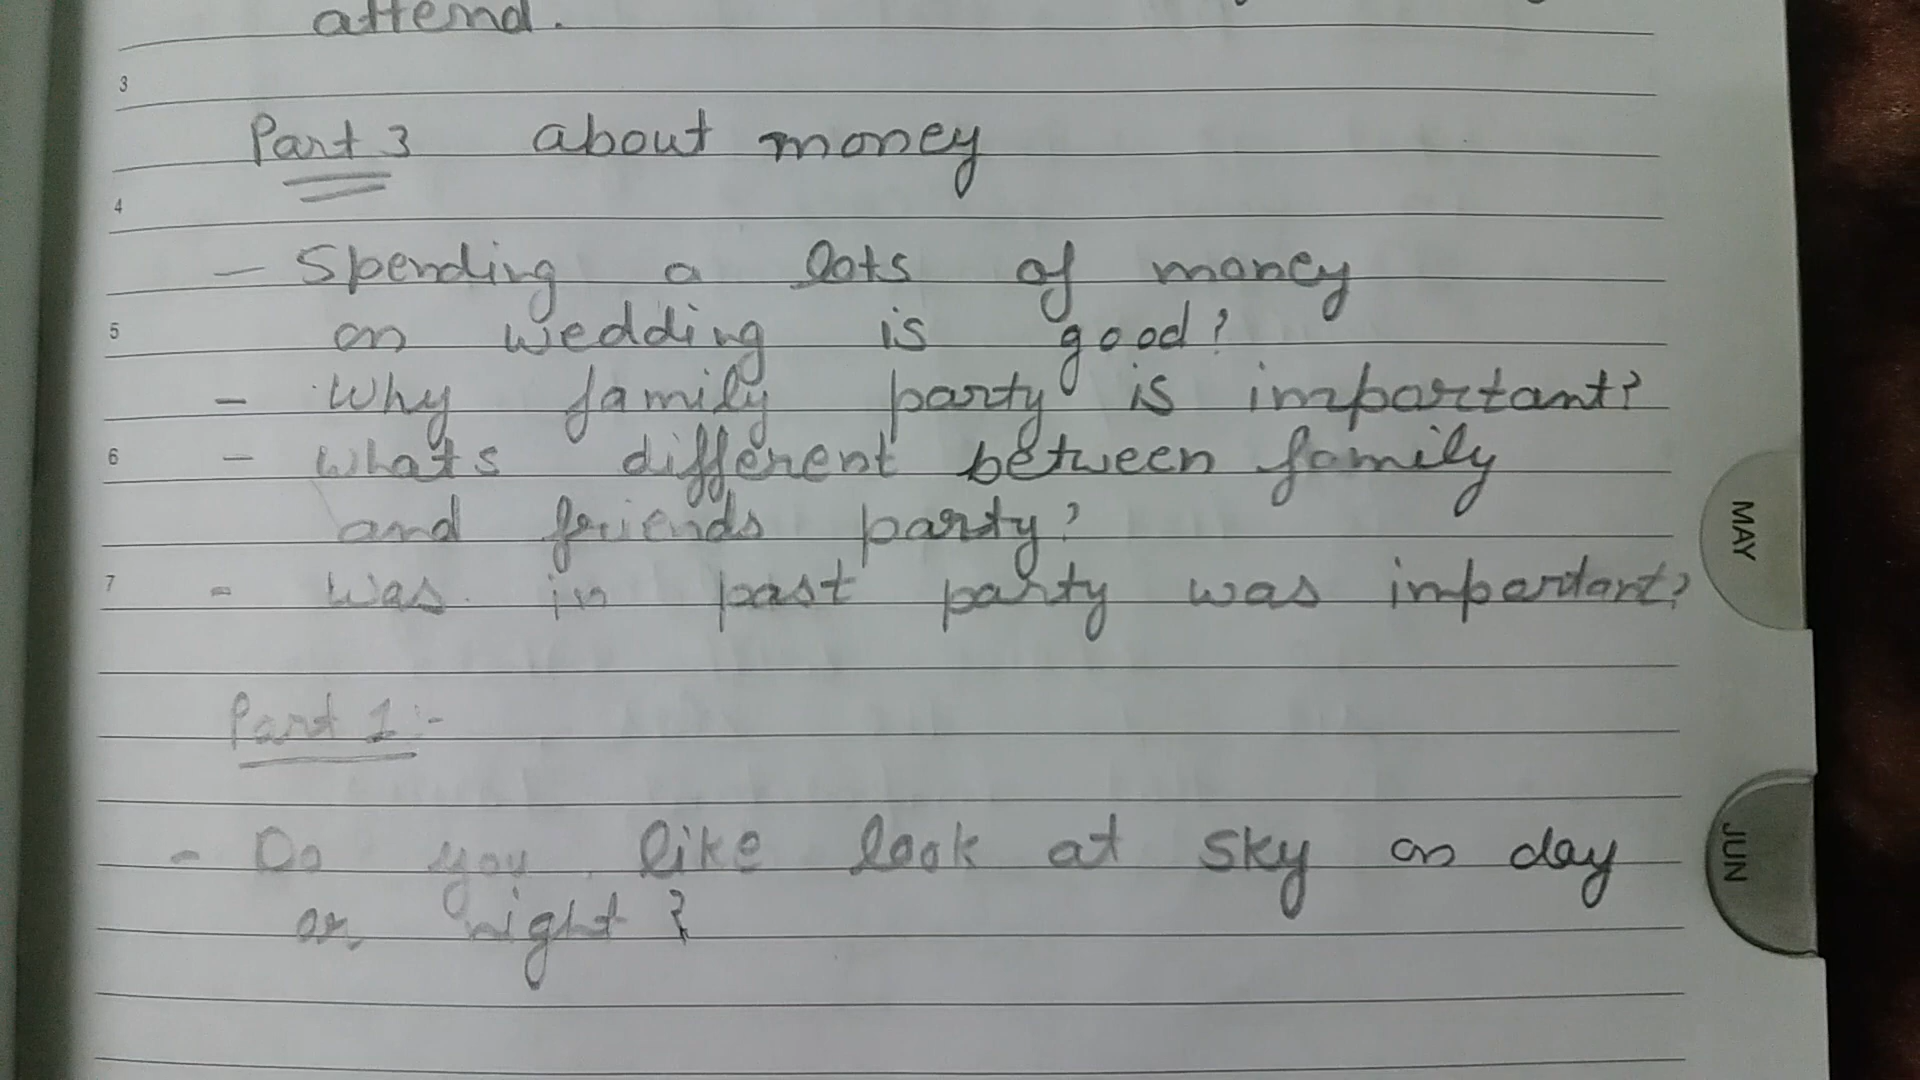 attend.
3
Part 3 about money
4
- Spending a lots of money
5 on wedding is good?
- Why family party is important?
6 - whats different between family
and friends party?
7 - was in past party was important?
Part 1:-
- Do you like look at sky on day
or night?
MAY
JUN